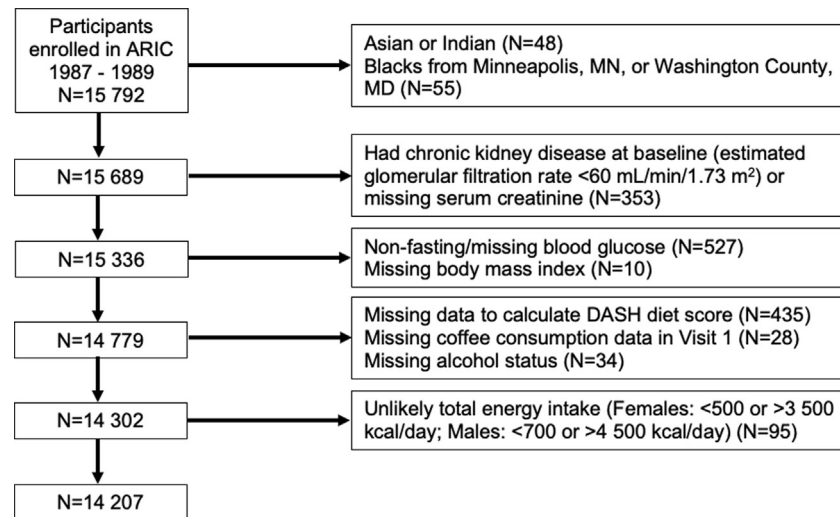 Participants
enrolled in ARIC
1987 - 1989
N=15 792
Asian or Indian (N=48)
Blacks from Minneapolis, MN, or Washington County,
MD (N=55)
N=15 689
Had chronic kidney disease at baseline (estimated
glomerular filtration rate <60 mL/min/1.73 m²) or
missing serum creatinine (N=353)
N=15 336
Non-fasting/missing blood glucose (N=527)
Missing body mass index (N=10)
N=14 779
Missing data to calculate DASH diet score (N=435)
Missing coffee consumption data in Visit 1 (N=28)
Missing alcohol status (N=34)
N=14 302
Unlikely total energy intake (Females: <500 or >3 500
kcal/day; Males: <700 or >4 500 kcal/day) (N=95)
N=14 207